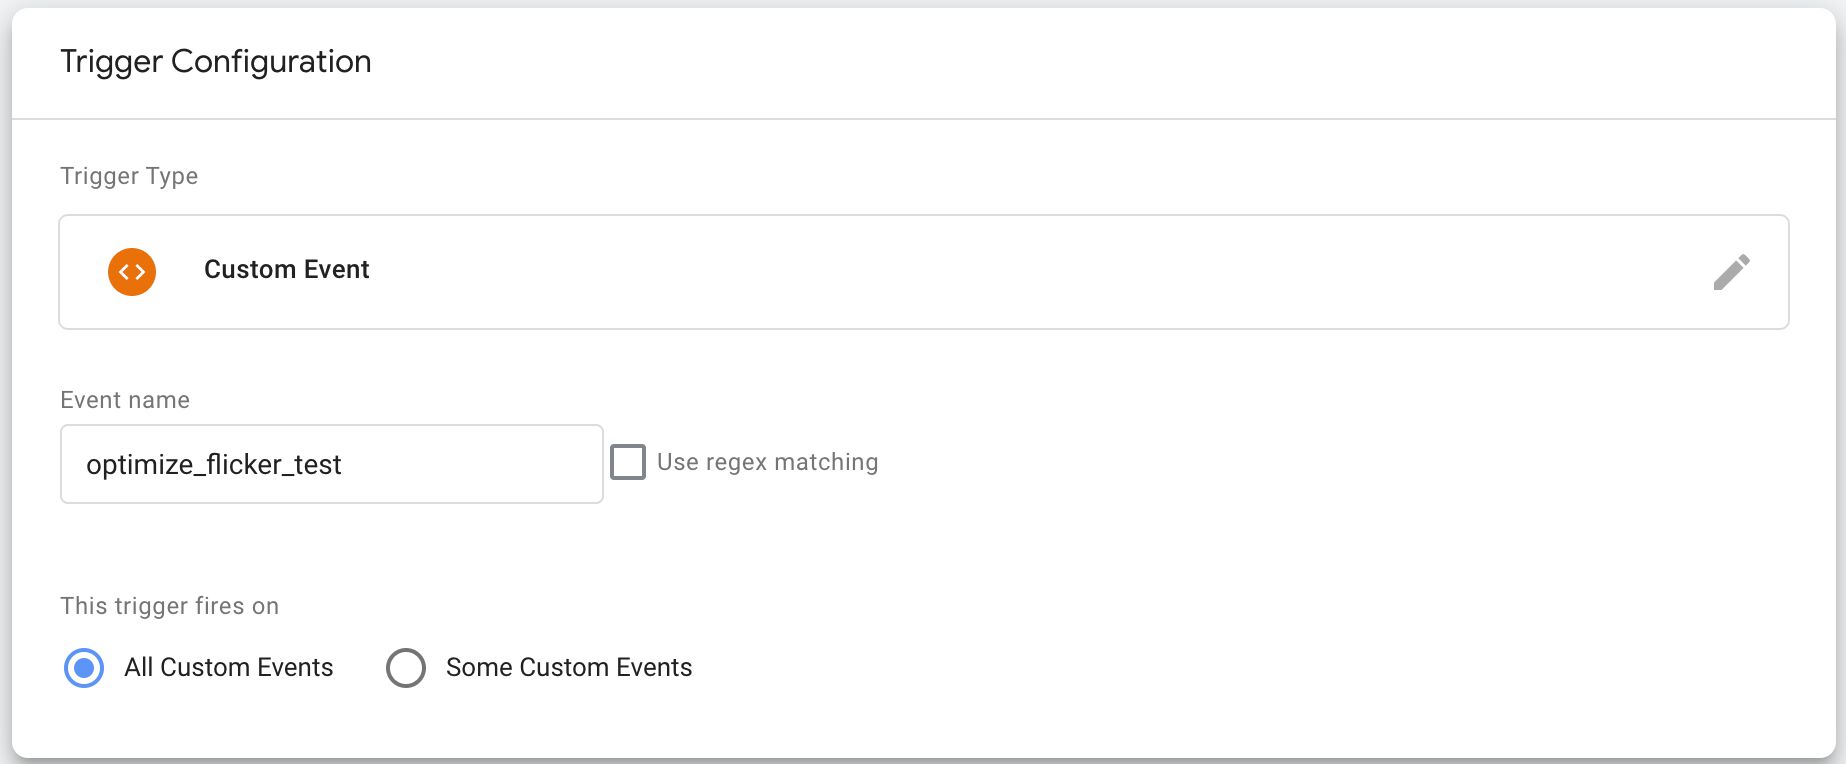 Trigger Configuration
Trigger Type
Custom Event
Event name
optimize_flicker_test
Use regex matching
This trigger fires on
All Custom Events Some Custom Events